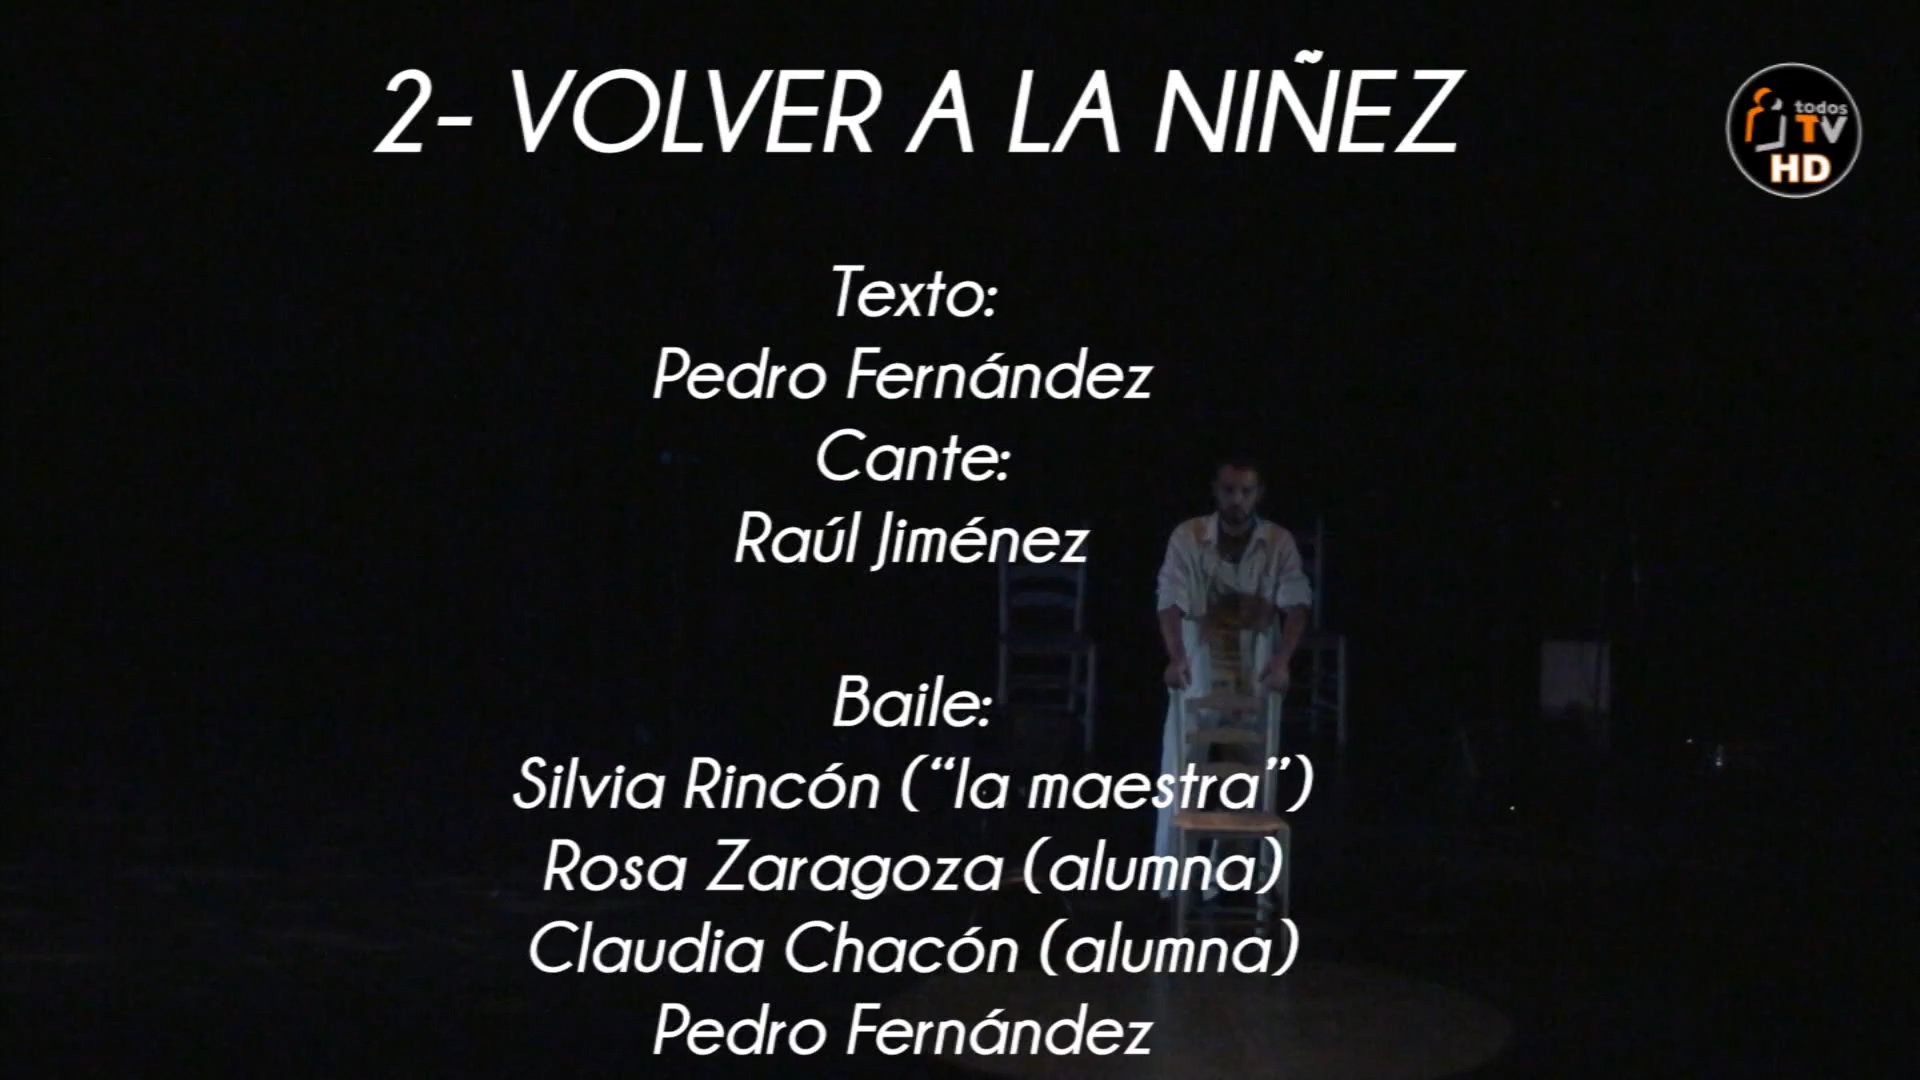 2- VOLVER A LA NIÑEZ
todos
TV
HD
Texto:
Pedro Fernández
Cante:
Raúl Jiménez
Baile:
Silvia Rincón (“la maestra”)
Rosa Zaragoza (alumna)
Claudia Chacón (alumna)
Pedro Fernández